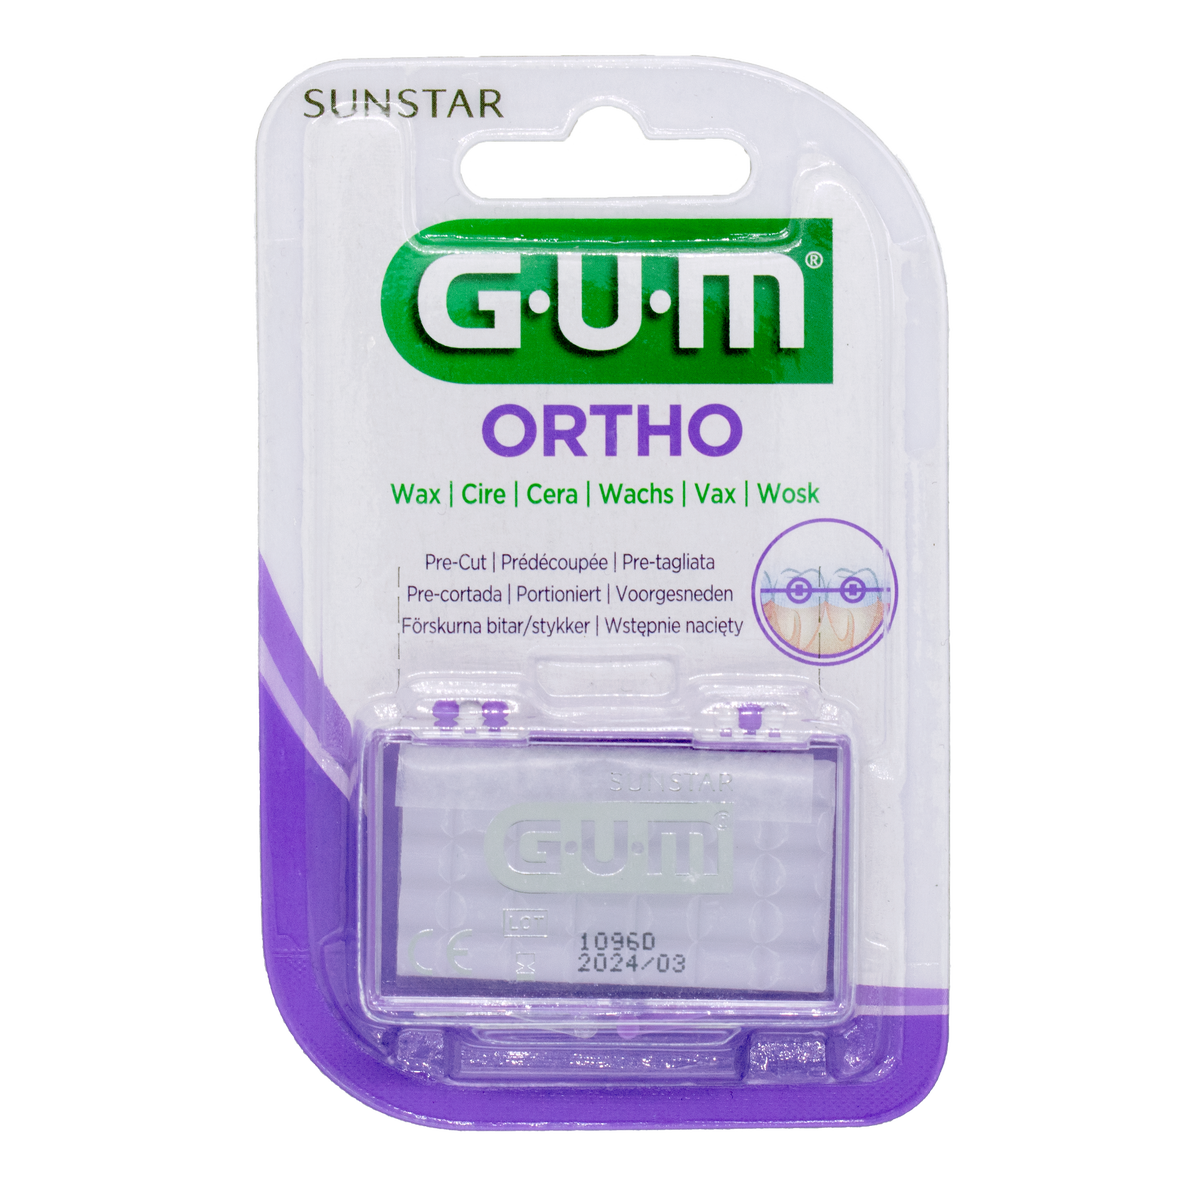 SUNSTAR
G·U·M®
ORTHO
Wax | Cire | Cera | Wachs | Vax | Wosk
Pre-Cut | Prédécoupée | Pre-tagliata
Pre-cortada | Portioniert | Voorgesneden
Förskurna bitar/stykker | Wstępnie nacięty
SUNSTAR
G·U·M®
LOT
10960
CE
2024/03